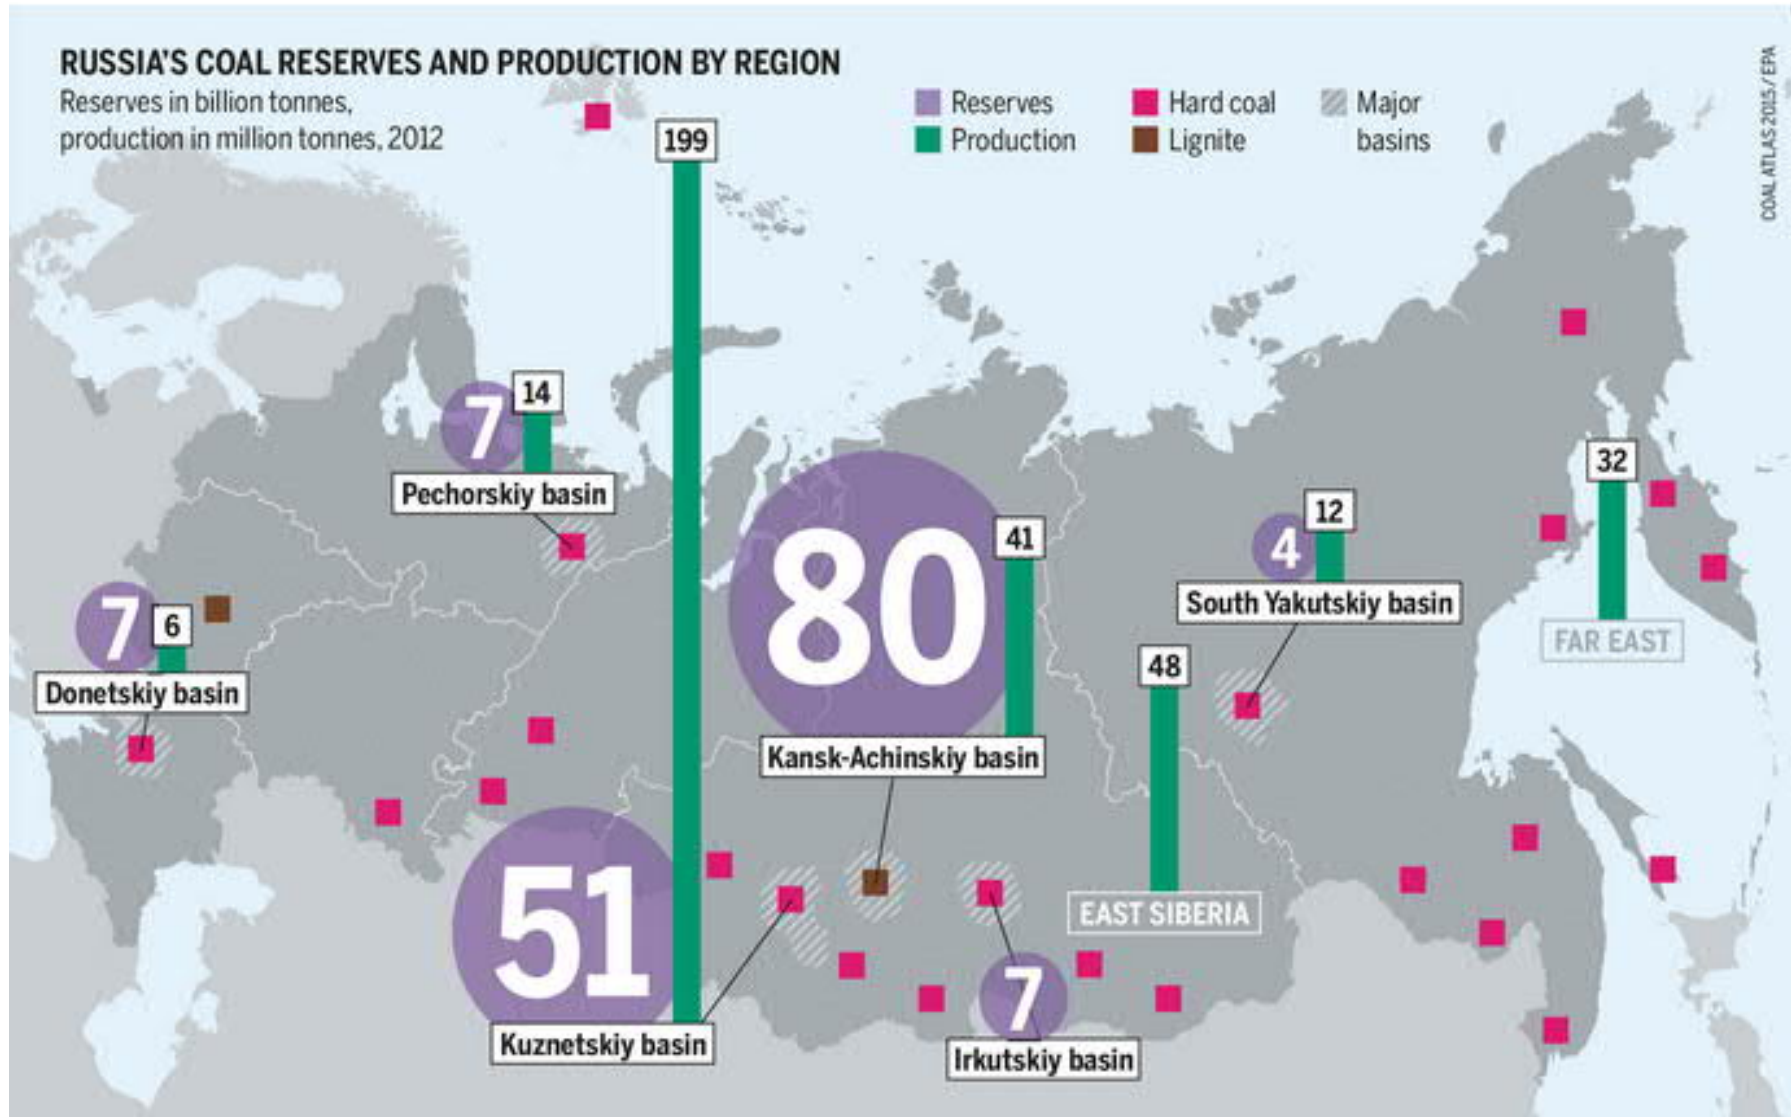 RUSSIA'S COAL RESERVES AND PRODUCTION BY REGION
Reserves in billion tonnes,
production in million tonnes, 2012
Reserves
Production
Hard coal
Lignite
Major
basins
COAL ATLAS 2015/ EPA
199
7
14
Pechorskiy basin
7
6
Donetskiy basin
80
41
Kansk-Achinskiy basin
4
12
South Yakutskiy basin
32
FAR EAST
48
EAST SIBERIA
51
Kuznetskiy basin
7
Irkutskiy basin